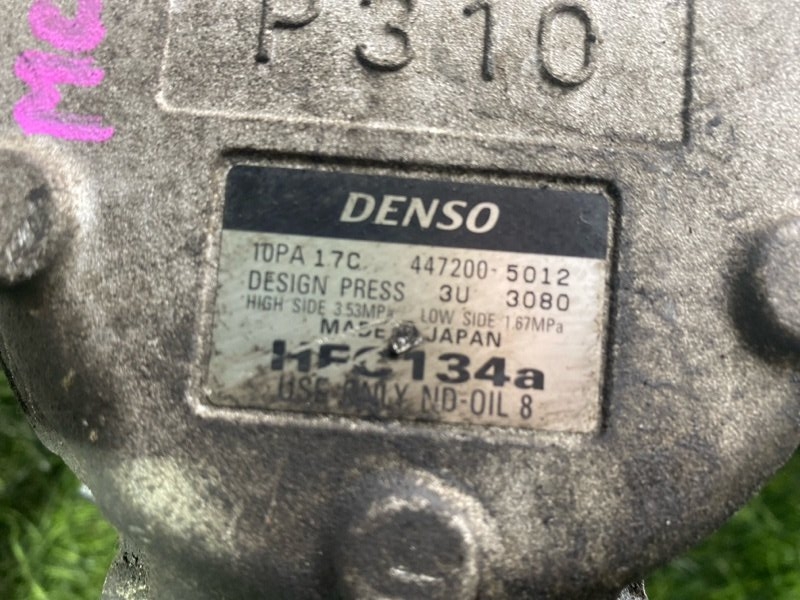 P310
DENSO
10PA 17C 447200-5012
DESIGN PRESS 3U 3080
HIGH SIDE 3.53MPa LOW SIDE 1.67MPa
MADE IN JAPAN
HFC134a
USE ONLY ND-OIL 8